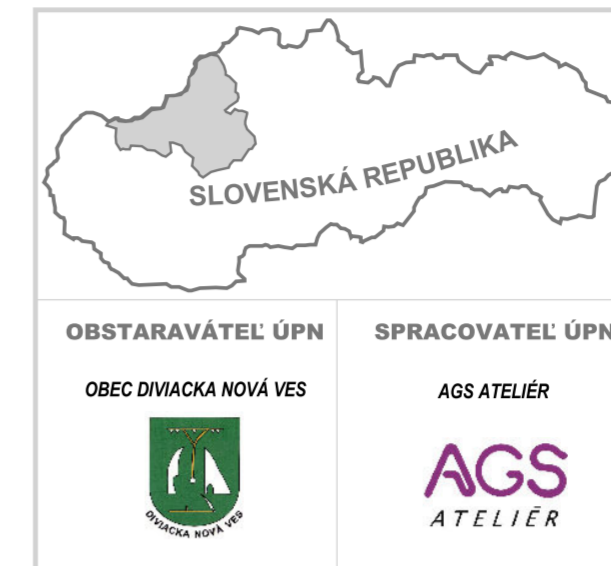 SLOVENSKÁ REPUBLIKA
OBSTARAVÁTEĽ ÚPN
OBEC DIVIACKA NOVÁ VES
DIVIACKA NOVÁ VES
SPRACOVATEĽ ÚPN
AGS ATELIÉR
AGS
ATELIÉR